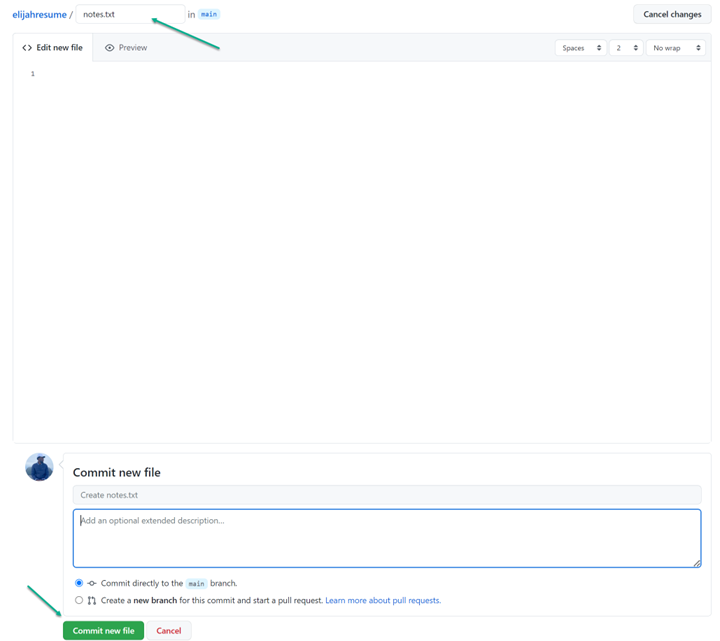 elijahresume / notes.txt in main Cancel changes
<> Edit new file Preview Spaces 2 No wrap
1
Commit new file
Create notes.txt
Add an optional extended description...
Commit directly to the main branch.
Create a new branch for this commit and start a pull request. Learn more about pull requests.
Commit new file Cancel